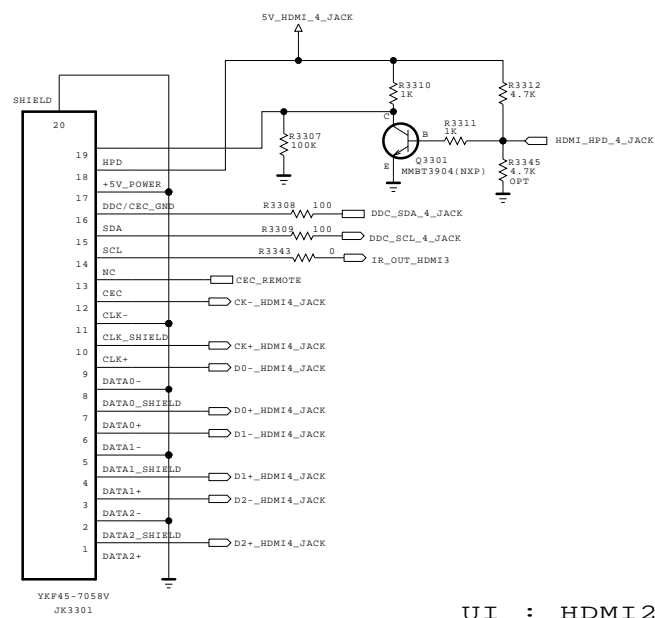 5V_HDMI_4_JACK
SHIELD
20
R3310
1K
R3312
4.7K
C
R3311
1K
B
HDMI_HPD_4_JACK
R3307
100K
E
Q3301
MMBT3904(NXP)
R3345
4.7K
OPT
19
HPD
18
+5V_POWER
17
DDC/CEC_GND
R3308 100
DDC_SDA_4_JACK
16
SDA
R3309 100
DDC_SCL_4_JACK
15
SCL
R3343 0
IR_OUT_HDMI3
14
NC
CEC_REMOTE
13
CEC
CK-_HDMI4_JACK
12
CLK-
11
CLK_SHIELD
CK+_HDMI4_JACK
10
CLK+
D0-_HDMI4_JACK
9
DATA0-
8
DATA0_SHIELD
D0+_HDMI4_JACK
7
DATA0+
D1-_HDMI4_JACK
6
DATA1-
5
DATA1_SHIELD
D1+_HDMI4_JACK
4
DATA1+
D2-_HDMI4_JACK
3
DATA2-
2
DATA2_SHIELD
D2+_HDMI4_JACK
1
DATA2+
YKF45-7058V
JK3301
UI : HDMI2